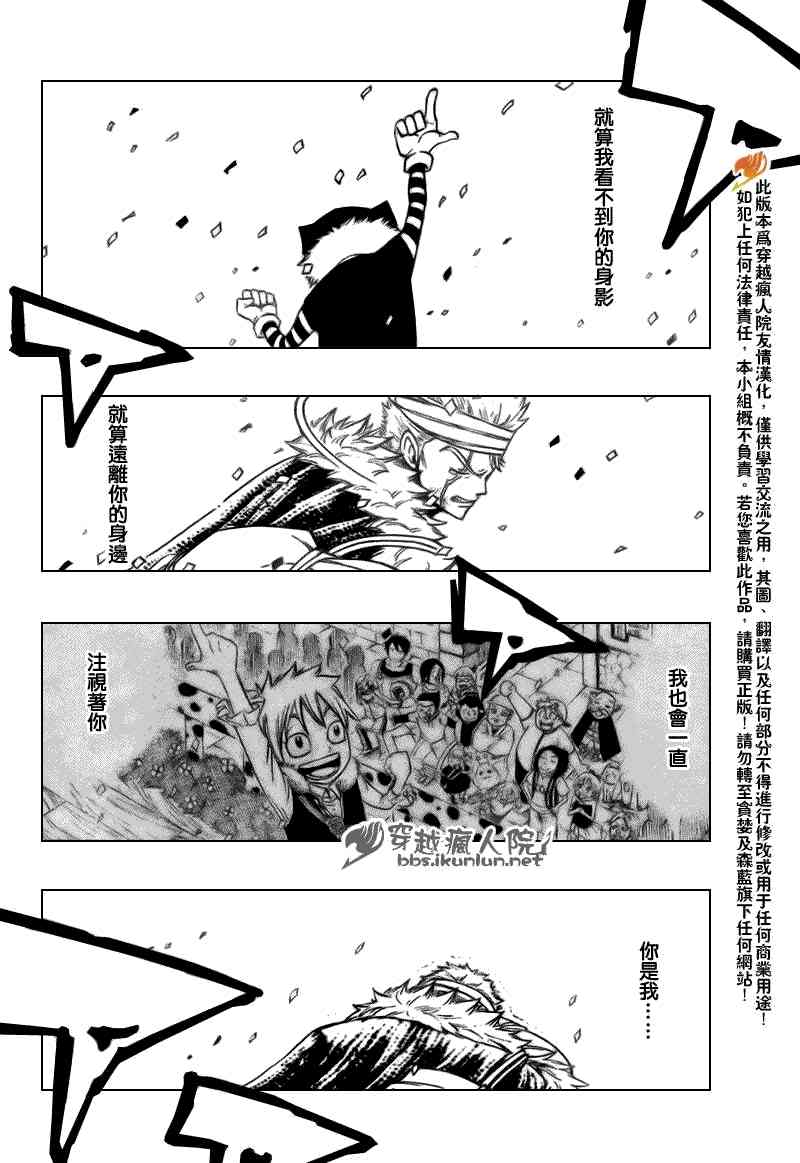 就算我看不到你的身影
就算遠離你的身邊
我也會一直
注視著你
穿越瘋人院
bbs.ikunlun.net
你是我……
此版本爲穿越瘋人院友情漢化，僅供學習交流之用，其圖、翻譯以及任何部分不得進行修改或用于任何商業用途！
如犯上任何法律責任，本小組概不負責。若您喜歡此作品，請購買正版！請勿轉至貪婪及森藍旗下任何網站！